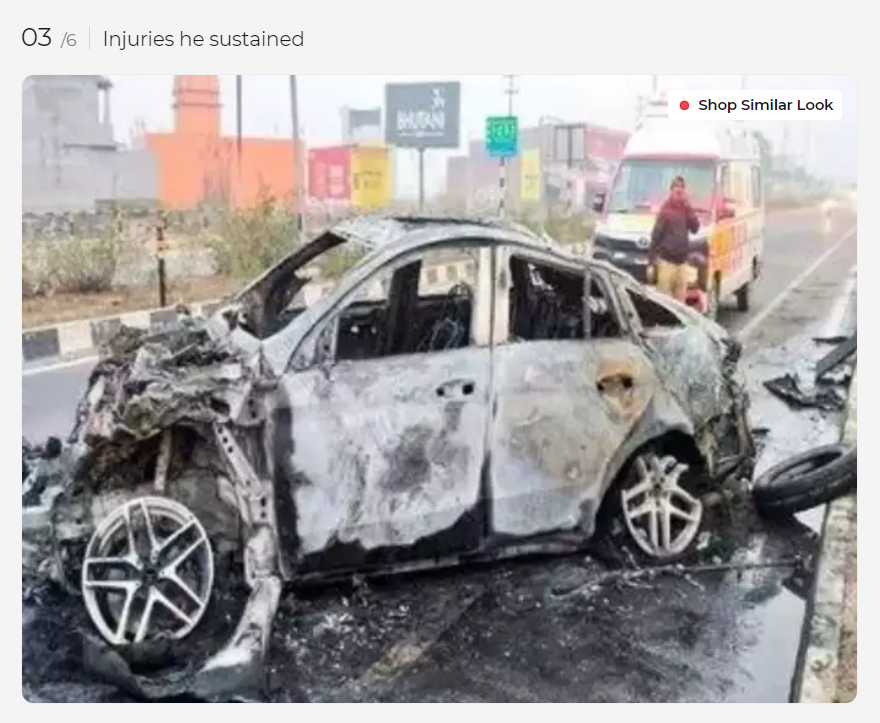 03 /6 Injuries he sustained
Shop Similar Look
BHUTANI